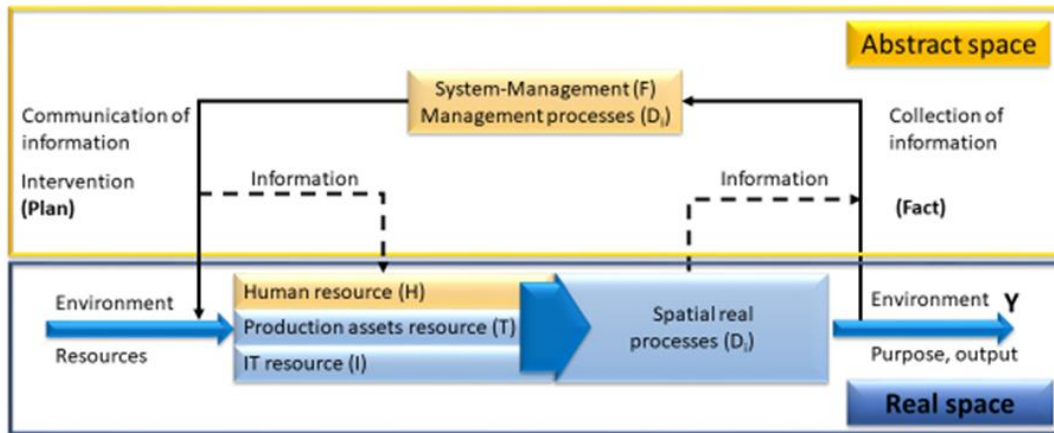 Abstract space
System-Management (F)
Management processes (Dᵢ)
Communication of
information
Collection of
information
Intervention
(Plan)
Information
Information
(Fact)
Environment
Resources
Human resource (H)
Production assets resource (T)
IT resource (I)
Spatial real
processes (Dᵢ)
Environment Y
Purpose, output
Real space